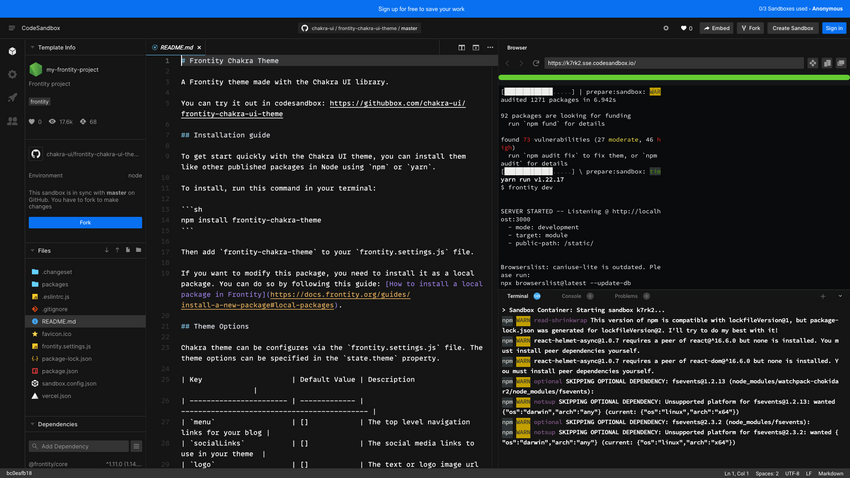 Sign up for free to save your work
0/3 Sandboxes used - Anonymous
CodeSandbox
chakra-ui / frontity-chakra-ui-theme / master
0
Embed
Fork
Create Sandbox
Sign in
Template Info
my-frontity-project
Frontity project
frontity
0
17.6k
68
chakra-ui/frontity-chakra-ui-the...
Environment
node
This sandbox is in sync with master on
GitHub. You have to fork to make
changes
Fork
Files
.changeset
packages
.eslintrc.js
.gitignore
README.md
favicon.ico
frontity.settings.js
package-lock.json
package.json
sandbox.config.json
vercel.json
Dependencies
Add Dependency
@frontity/core
^1.11.0 (1.14....
README.md
1 # Frontity Chakra Theme
2
3 A Frontity theme made with the Chakra UI library.
4
5 You can try it out in codesandbox: https://githubbox.com/chakra-ui/
frontity-chakra-ui-theme
6
7 ## Installation guide
8
9 To get start quickly with the Chakra UI theme, you can install them
like other published packages in Node using `npm` or `yarn`.
10
11 To install, run this command in your terminal:
12
13 ```sh
14 npm install frontity-chakra-theme
15 ```
16
17 Then add `frontity-chakra-theme` to your `frontity.settings.js` file.
18
19 If you want to modify this package, you need to install it as a local
package. You can do so by following this guide: [How to install a local
package in Frontity](https://docs.frontity.org/guides/
install-a-new-package#local-packages).
20
21 ## Theme Options
22
23 Chakra theme can be configures via the `frontity.settings.js` file. The
theme options can be specified in the `state.theme` property.
24
25 | Key | Default Value | Description
|
26 | ------------------------ | ------------- |
---------------------------------------------- |
27 | `menu` | [] | The top level navigation
links for your blog |
28 | `socialLinks` | [] | The social media links to
use in your theme |
29 | `logo` | [] | The text or logo image url
Browser
https://k7rk2.sse.codesandbox.io/
| prepare:sandbox: WAR
audited 1271 packages in 6.942s
92 packages are looking for funding
run `npm fund` for details
found 73 vulnerabilities (27 moderate, 46 h
igh)
run `npm audit fix` to fix them, or `npm
audit` for details
\ prepare:sandbox: tim
yarn run v1.22.17
$ frontity dev
SERVER STARTED -- Listening @ http://localh
ost:3000
- mode: development
- target: module
- public-path: /static/
Browserslist: caniuse-lite is outdated. Ple
ase run:
npx browserslist@latest --update-db
Terminal
Console
0
Problems
0
> Sandbox Container: Starting sandbox k7rk2...
npm WARN read-shrinkwrap This version of npm is compatible with lockfileVersion@1, but package-
lock.json was generated for lockfileVersion@2. I'll try to do my best with it!
npm WARN react-helmet-async@1.0.7 requires a peer of react@^16.6.0 but none is installed. You m
ust install peer dependencies yourself.
npm WARN react-helmet-async@1.0.7 requires a peer of react-dom@^16.6.0 but none is installed. Y
ou must install peer dependencies yourself.
npm WARN optional SKIPPING OPTIONAL DEPENDENCY: fsevents@1.2.13 (node_modules/watchpack-chokida
r2/node_modules/fsevents):
npm WARN notsup SKIPPING OPTIONAL DEPENDENCY: Unsupported platform for fsevents@1.2.13: wanted
{"os":"darwin","arch":"any"} (current: {"os":"linux","arch":"x64"})
npm WARN optional SKIPPING OPTIONAL DEPENDENCY: fsevents@2.3.2 (node_modules/fsevents):
npm WARN notsup SKIPPING OPTIONAL DEPENDENCY: Unsupported platform for fsevents@2.3.2: wanted {
"os":"darwin","arch":"any"} (current: {"os":"linux","arch":"x64"})
bc0eafb18
Ln 1, Col 1
Spaces: 2
UTF-8
LF
Markdown